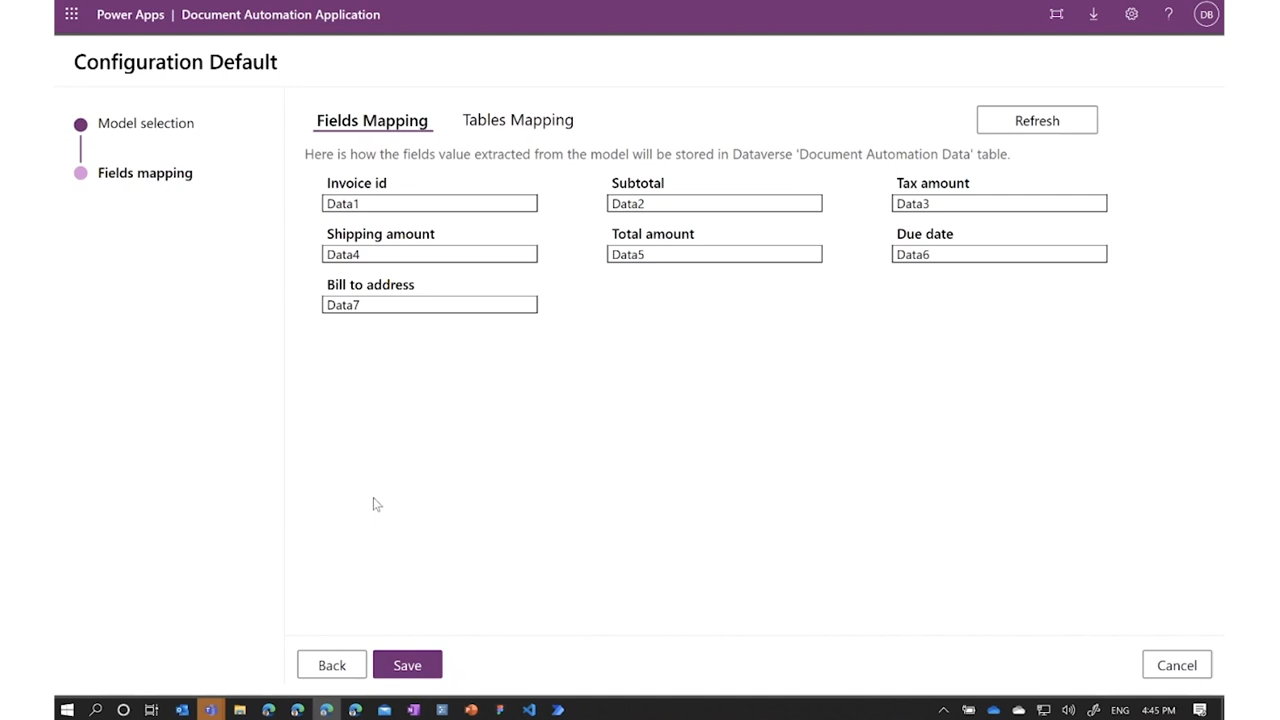 Power Apps | Document Automation Application
DB
Configuration Default
Model selection
Fields mapping
Fields Mapping
Tables Mapping
Refresh
Here is how the fields value extracted from the model will be stored in Dataverse 'Document Automation Data' table.
Invoice id
Subtotal
Tax amount
Data1
Data2
Data3
Shipping amount
Total amount
Due date
Data4
Data5
Data6
Bill to address
Data7
Back
Save
Cancel
ENG
4:45 PM